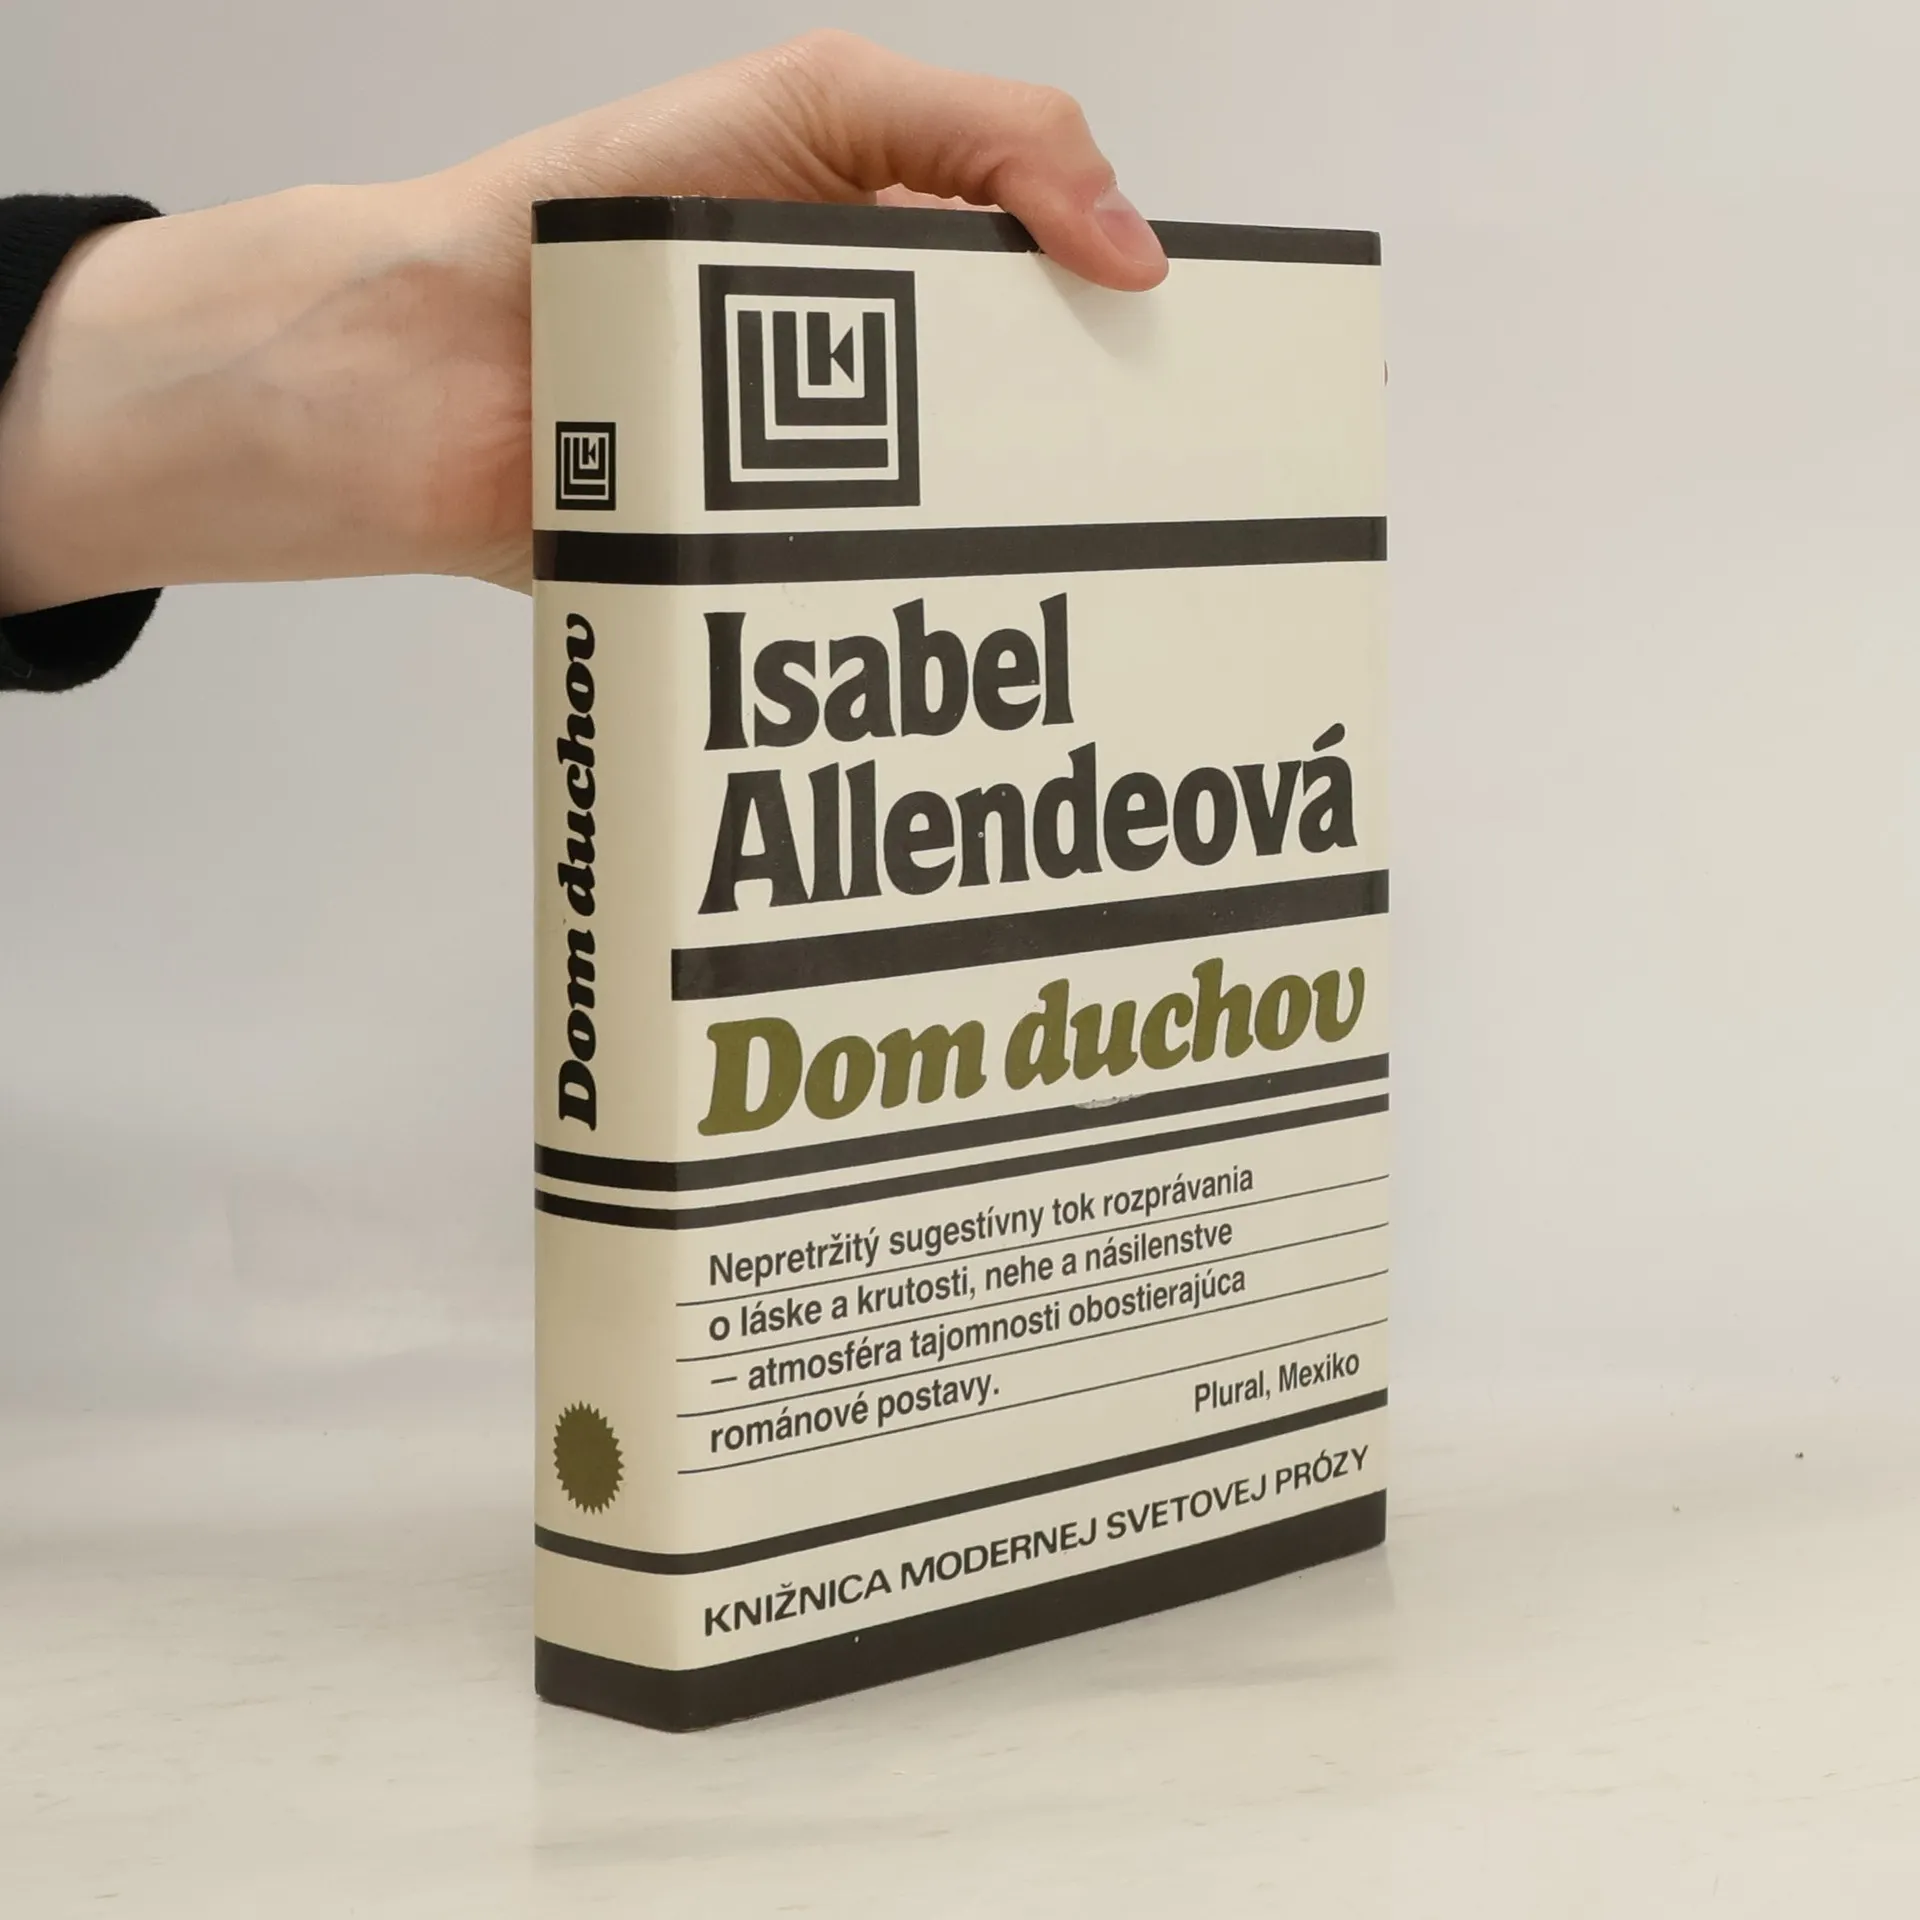 Dom duchov
Isabel
Allendeová
Dom duchov
Nepretržitý sugestívny tok rozprávania
o láske a krutosti, nehe a násilenstve
— atmosféra tajomnosti obostierajúca
románové postavy.
Plural, Mexiko
KNIŽNICA MODERNEJ SVETOVEJ PRÓZY